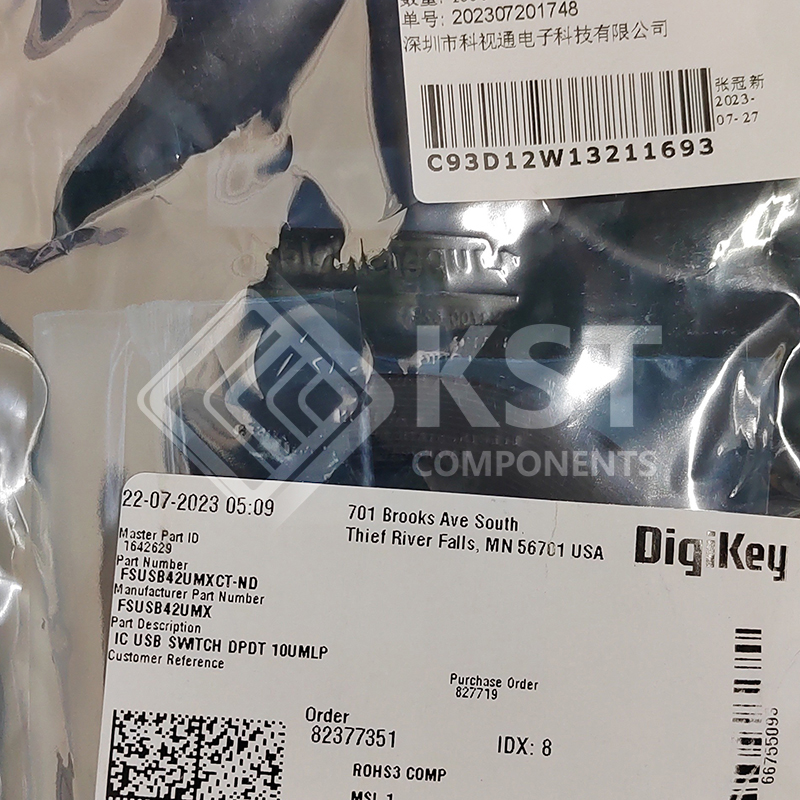 单号: 202307201748
深圳市科视通电子科技有限公司
张冠新
2023-
07-27
C93D12W13211693
KST
COMPONENTS
22-07-2023 05:09
701 Brooks Ave South
Thief River Falls, MN 56701 USA
DigiKey
Master Part ID
1642629
Part Number
FSUSB42UMXCT-ND
Manufacturer Part Number
FSUSB42UMX
Part Description
IC USB SWITCH DPDT 10UMLP
Customer Reference
Purchase Order
827719
Order
82377351
IDX: 8
ROHS3 COMP
MSL 1
66755093